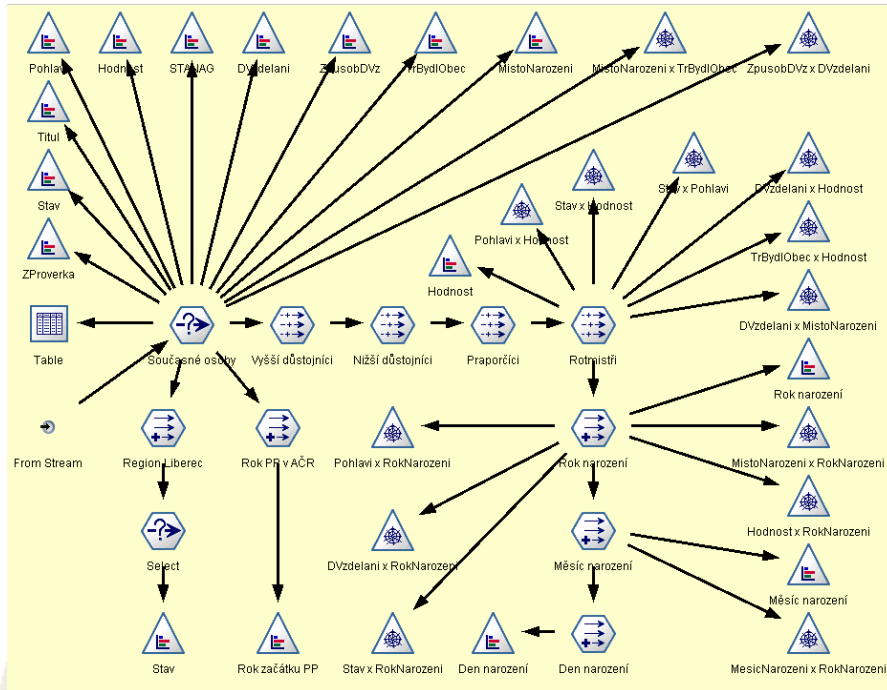 Pohlavi Hodnost STANAG DVzdelani ZpusobDVz TrBydlObec MistoNarozeni MistoNarozeni x TrBydlObec ZpusobDVz x DVzdelani
Titul
Stav
Stav x Hodnost
Stav x Pohlavi
DVzdelani x Hodnost
Pohlavi x Hodnost
TrBydlObec x Hodnost
ZProverka
Hodnost
DVzdelani x MistoNarozeni
Table Současné osoby Vyšší důstojníci Nižší důstojníci Praporčíci Rotmistři
Rok narození
From Stream Region Liberec Rok PR v AČR Pohlavi x RokNarozeni Rok narození MistoNarozeni x RokNarozeni
Hodnost x RokNarozeni
Select DVzdelani x RokNarozeni Měsíc narození
Měsíc narození
Stav Rok začátku PP Stav x RokNarozeni Den narození Den narození MesicNarozeni x RokNarozeni